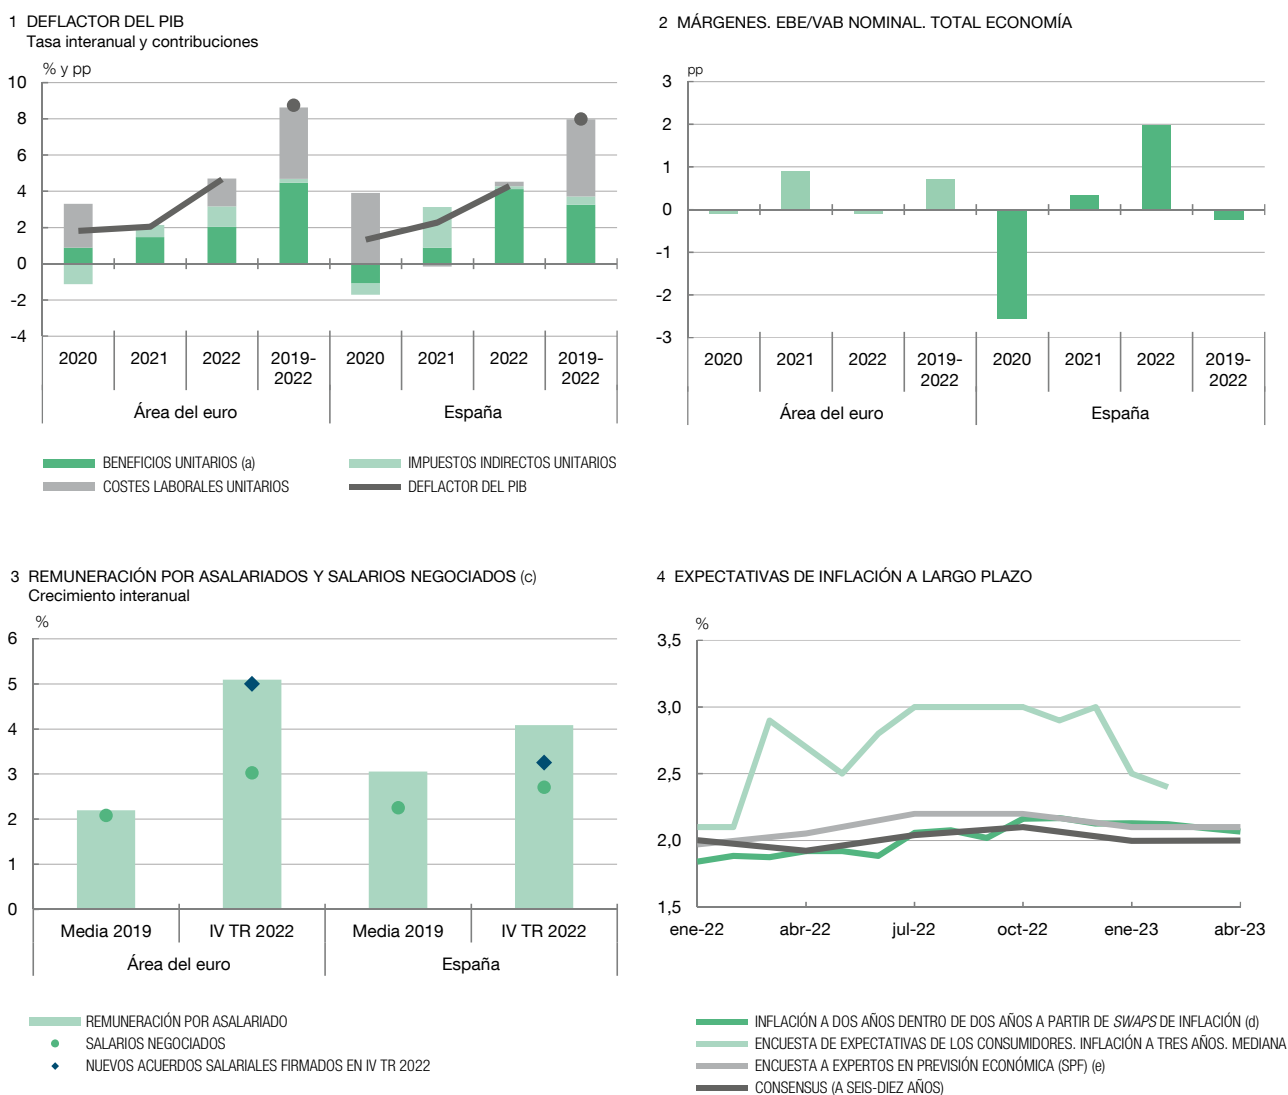 1 DEFLACTOR DEL PIB
Tasa interanual y contribuciones
% y pp
10
8
6
4
2
0
-2
-4
2020
2021
2022
2019-
2022
2020
2021
2022
2019-
2022
Área del euro
España
BENEFICIOS UNITARIOS (a)
IMPUESTOS INDIRECTOS UNITARIOS
COSTES LABORALES UNITARIOS
DEFLACTOR DEL PIB
2 MÁRGENES. EBE/VAB NOMINAL. TOTAL ECONOMÍA
pp
3
2
1
0
-1
-2
-3
2020
2021
2022
2019-
2022
2020
2021
2022
2019-
2022
Área del euro
España
3 REMUNERACIÓN POR ASALARIADOS Y SALARIOS NEGOCIADOS (c)
Crecimiento interanual
%
6
5
4
3
2
1
0
Media 2019
IV TR 2022
Media 2019
IV TR 2022
Área del euro
España
REMUNERACIÓN POR ASALARIADO
SALARIOS NEGOCIADOS
NUEVOS ACUERDOS SALARIALES FIRMADOS EN IV TR 2022
4 EXPECTATIVAS DE INFLACIÓN A LARGO PLAZO
%
3,5
3,0
2,5
2,0
1,5
ene-22
abr-22
jul-22
oct-22
ene-23
abr-23
INFLACIÓN A DOS AÑOS DENTRO DE DOS AÑOS A PARTIR DE SWAPS DE INFLACIÓN (d)
ENCUESTA DE EXPECTATIVAS DE LOS CONSUMIDORES. INFLACIÓN A TRES AÑOS. MEDIANA
ENCUESTA A EXPERTOS EN PREVISIÓN ECONÓMICA (SPF) (e)
CONSENSUS (A SEIS-DIEZ AÑOS)